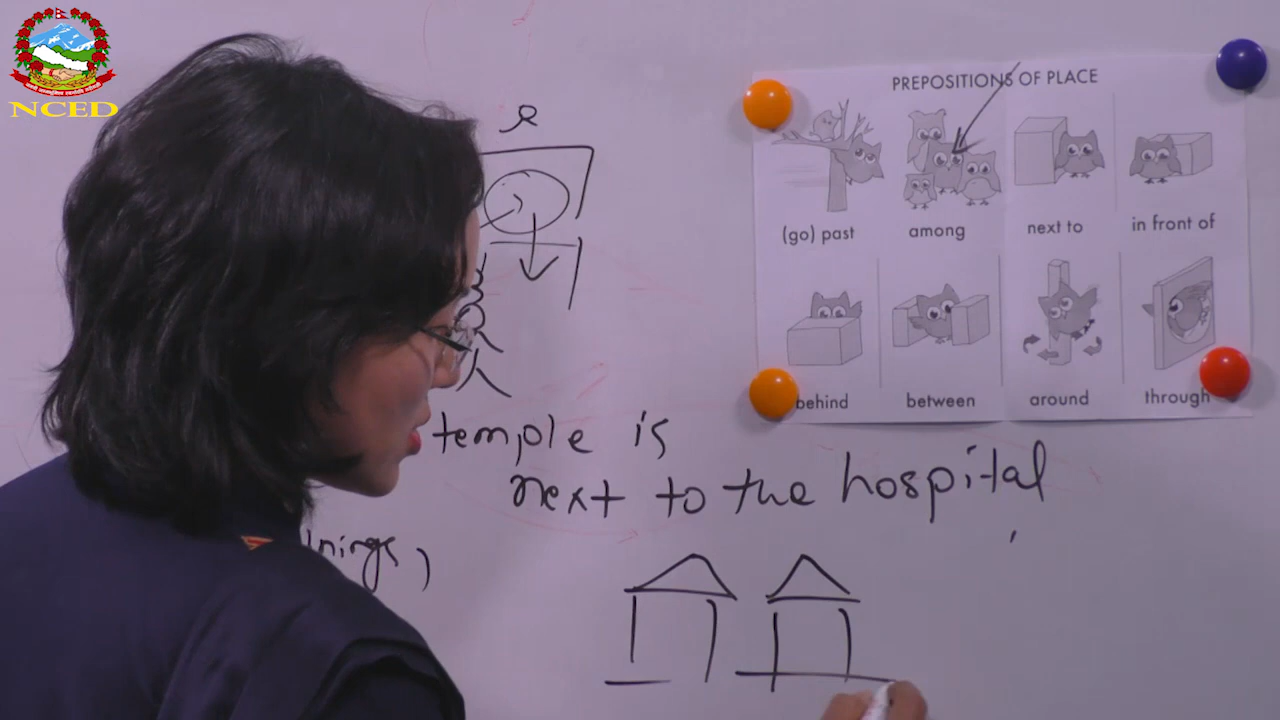 NCED
PREPOSITIONS OF PLACE
(go) past among next to in front of
behind between around through
temple is
next to the hospital